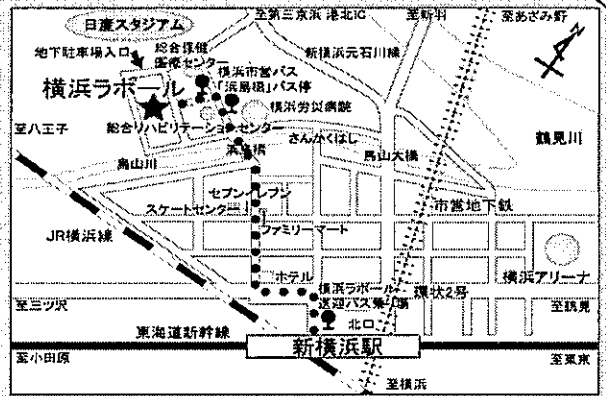 日産スタジアム
至第三京浜 港北IC
至新羽
至あざみ野
地下駐車場入口
総合保健
医療センター
新横浜元石川線
横浜市営バス
「浜鳥橋」バス停
横浜ラポール
横浜労災病院
至八王子
総合リハビリテーションセンター
さんかくはし
鶴見川
浜鳥橋
鳥山川
鳥山大橋
セブンイレブン
スケートセンター
市営地下鉄
ファミリーマート
JR横浜線
ホテル
横浜ラポール
送迎バス乗り場
環状2号
横浜アリーナ
至三ツ沢
至鶴見
北口
東海道新幹線
新横浜駅
至小田原
至東京
至横浜